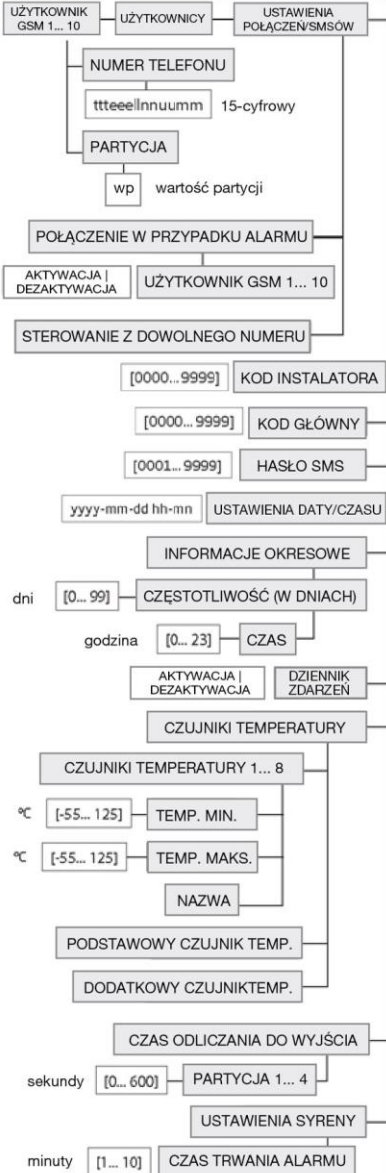 UŻYTKOWNIK
GSM 1... 10
UŻYTKOWNICY
USTAWIENIA
POŁĄCZEŃ/SMSÓW
NUMER TELEFONU
ttteeellnnuumm 15-cyfrowy
PARTYCJA
wp wartość partycji
POŁĄCZENIE W PRZYPADKU ALARMU
AKTYWACJA |
DEZAKTYWACJA
UŻYTKOWNIK GSM 1... 10
STEROWANIE Z DOWOLNEGO NUMERU
[0000...9999] KOD INSTALATORA
[0000...9999] KOD GŁÓWNY
[0001...9999] HASŁO SMS
yyyy-mm-dd hh-mn USTAWIENIA DATY/CZASU
INFORMACJE OKRESOWE
dni [0...99] CZĘSTOTLIWOŚĆ (W DNIACH)
godzina [0...23] CZAS
AKTYWACJA |
DEZAKTYWACJA
DZIENNIK
ZDARZEŃ
CZUJNIKI TEMPERATURY
CZUJNIKI TEMPERATURY 1... 8
°C [-55...125] TEMP. MIN.
°C [-55...125] TEMP. MAKS.
NAZWA
PODSTAWOWY CZUJNIK TEMP.
DODATKOWY CZUJNIKTEMP.
CZAS ODLICZANIA DO WYJŚCIA
sekundy [0...600] PARTYCJA 1... 4
USTAWIENIA SYRENY
minuty [1...10] CZAS TRWANIA ALARMU